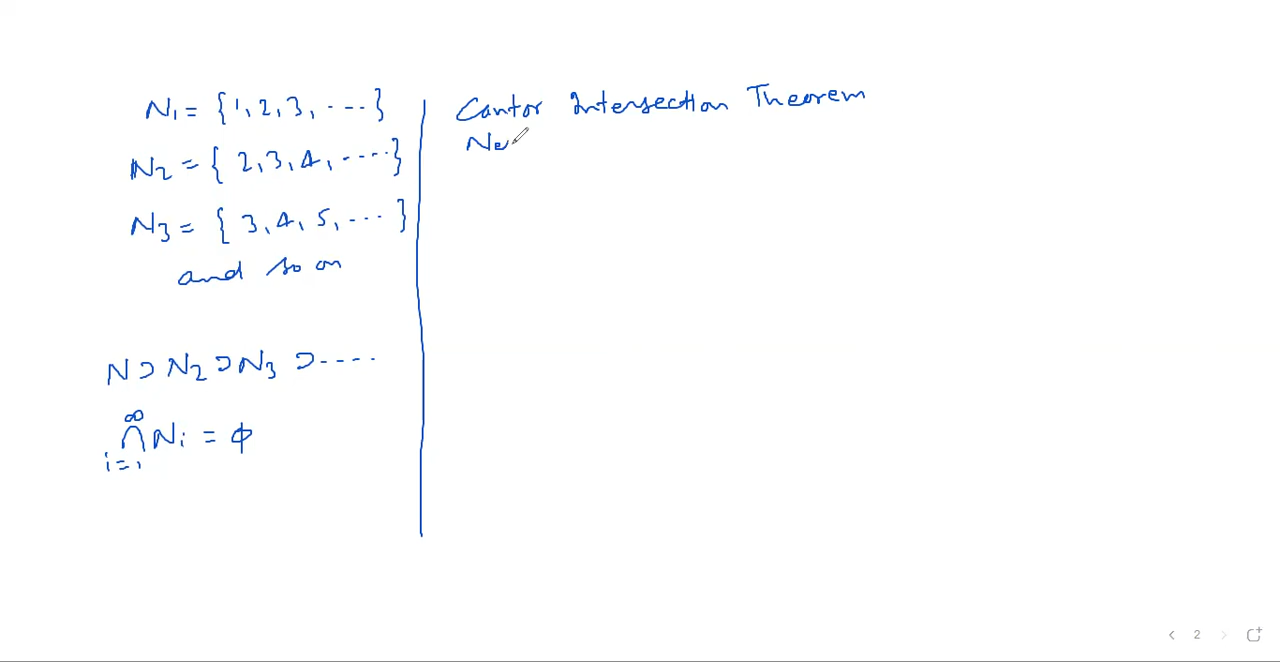 N₁ = {1, 2, 3, ....}
N₂ = { 2, 3, 4, .....}
N₃ = { 3, 4, 5, ... }
and so on
N ⊃ N₂ ⊃ N₃ ⊃ ....
∞
∩ Nᵢ = ϕ
i=1
Cantor Intersection Theorem
Ne
2